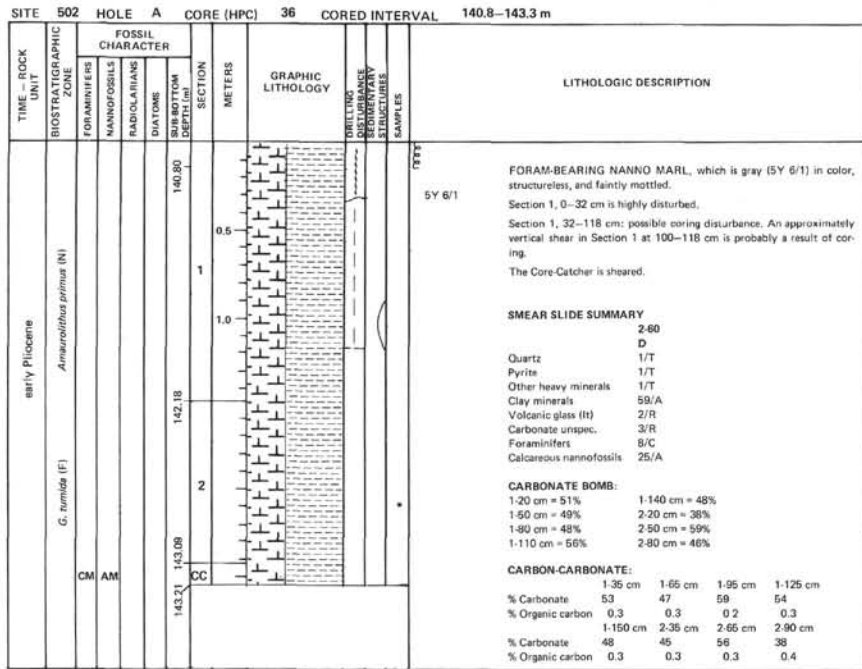 SITE 502 HOLE A CORE (HPC) 36 CORED INTERVAL 140.8–143.3 m
TIME – ROCK UNIT
BIOSTRATIGRAPHIC ZONE
FOSSIL CHARACTER
FORAMINIFERS
NANNOFOSSILS
RADIOLARIANS
DIATOMS
SUB-BOTTOM DEPTH (m)
SECTION
METERS
GRAPHIC LITHOLOGY
DRILLING DISTURBANCE
SEDIMENTARY STRUCTURES
SAMPLES
LITHOLOGIC DESCRIPTION
early Pliocene
Amaurolithus primus (N)
G. tumida (F)
CM AM
140.80
142.18
143.09
143.21
1
2
CC
0.5
1.0
*
5Y 6/1
FORAM-BEARING NANNO MARL, which is gray (5Y 6/1) in color,
structureless, and faintly mottled.
Section 1, 0–32 cm is highly disturbed.
Section 1, 32–118 cm: possible coring disturbance. An approximately
vertical shear in Section 1 at 100–118 cm is probably a result of cor-
ing.
The Core-Catcher is sheared.
SMEAR SLIDE SUMMARY
2-60
D
Quartz 1/T
Pyrite 1/T
Other heavy minerals 1/T
Clay minerals 59/A
Volcanic glass (lt) 2/R
Carbonate unspec. 3/R
Foraminifers 8/C
Calcareous nannofossils 25/A
CARBONATE BOMB:
1-20 cm = 51% 1-140 cm = 48%
1-50 cm = 49% 2-20 cm = 38%
1-80 cm = 48% 2-50 cm = 59%
1-110 cm = 56% 2-80 cm = 46%
CARBON-CARBONATE:
1-35 cm 1-65 cm 1-95 cm 1-125 cm
% Carbonate 53 47 59 54
% Organic carbon 0.3 0.3 0 2 0.3
1-150 cm 2-35 cm 2-65 cm 2-90 cm
% Carbonate 48 45 56 38
% Organic carbon 0.3 0.3 0.3 0.4